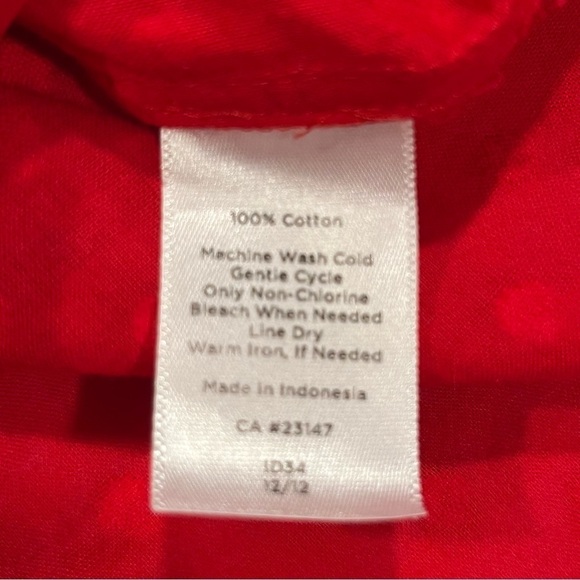 100% Cotton
Machine Wash Cold
Gentle Cycle
Only Non-Chlorine
Bleach When Needed
Line Dry
Warm Iron, If Needed
Made in Indonesia
CA #23147
ID34
12/12